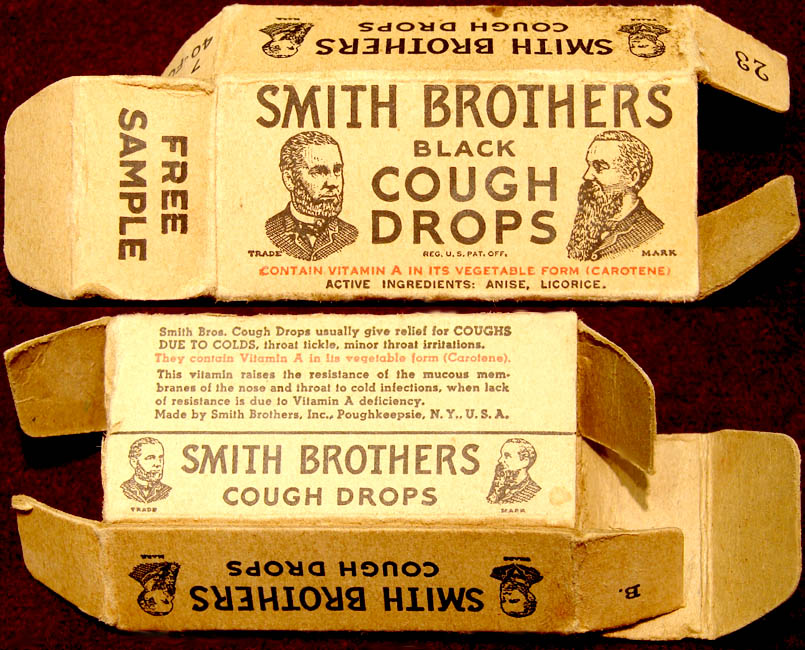 SMITH BROTHERS
COUGH DROPS
7
40
23
FREE
SAMPLE
SMITH BROTHERS
BLACK
COUGH
DROPS
TRADE
REG. U. S. PAT. OFF.
MARK
CONTAIN VITAMIN A IN ITS VEGETABLE FORM (CAROTENE)
ACTIVE INGREDIENTS: ANISE, LICORICE.
Smith Bros. Cough Drops usually give relief for COUGHS
DUE TO COLDS, throat tickle, minor throat irritations.
They contain Vitamin A in its vegetable form (Carotene).
This vitamin raises the resistance of the mucous mem-
branes of the nose and throat to cold infections, when lack
of resistance is due to Vitamin A deficiency.
Made by Smith Brothers, Inc., Poughkeepsie, N. Y., U. S. A.
SMITH BROTHERS
COUGH DROPS
TRADE
MARK
SMITH BROTHERS
COUGH DROPS
B.